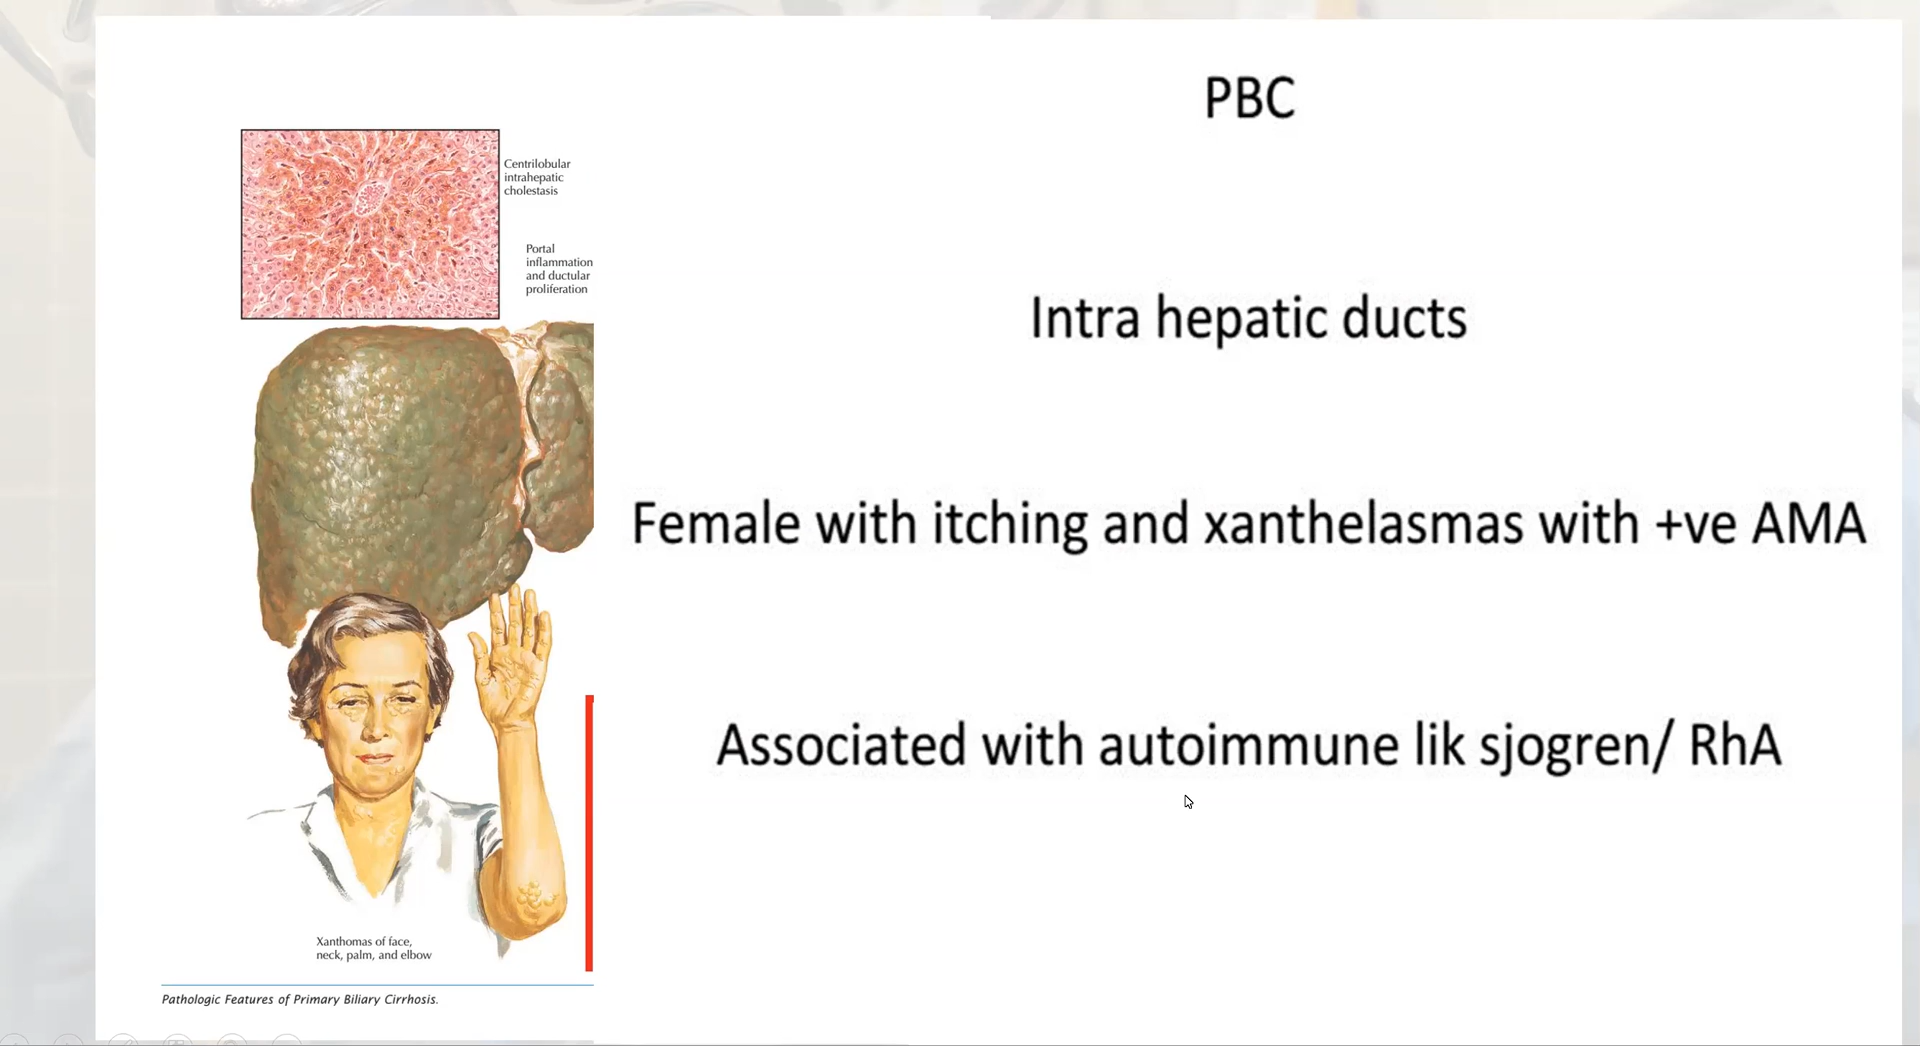 PBC
Centrilobular
intrahepatic
cholestasis
Portal
inflammation
and ductular
proliferation
Intra hepatic ducts
Female with itching and xanthelasmas with +ve AMA
Associated with autoimmune lik sjogren/ RhA
Xanthomas of face,
neck, palm, and elbow
Pathologic Features of Primary Biliary Cirrhosis.